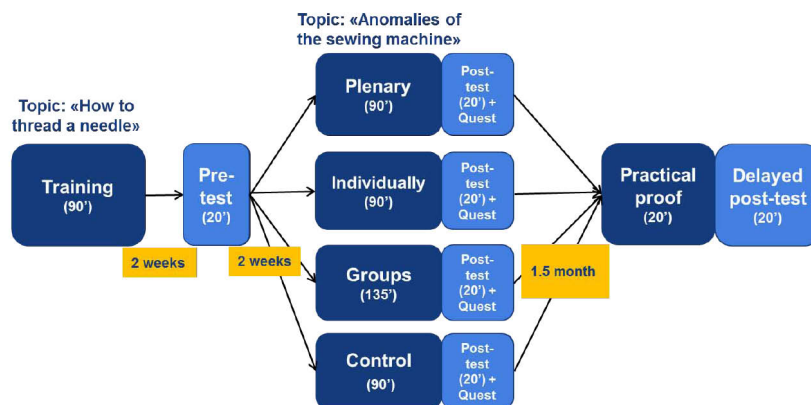 Topic: «Anomalies of
the sewing machine»
Topic: «How to
thread a needle»
Training
(90’)
2 weeks
Pre-
test
(20’)
2 weeks
Plenary
(90’)
Post-
test
(20’) +
Quest
Individually
(90’)
Post-
test
(20’) +
Quest
Groups
(135’)
Post-
test
(20’) +
Quest
Control
(90’)
Post-
test
(20’) +
Quest
1.5 month
Practical
proof
(20’)
Delayed
post-test
(20’)